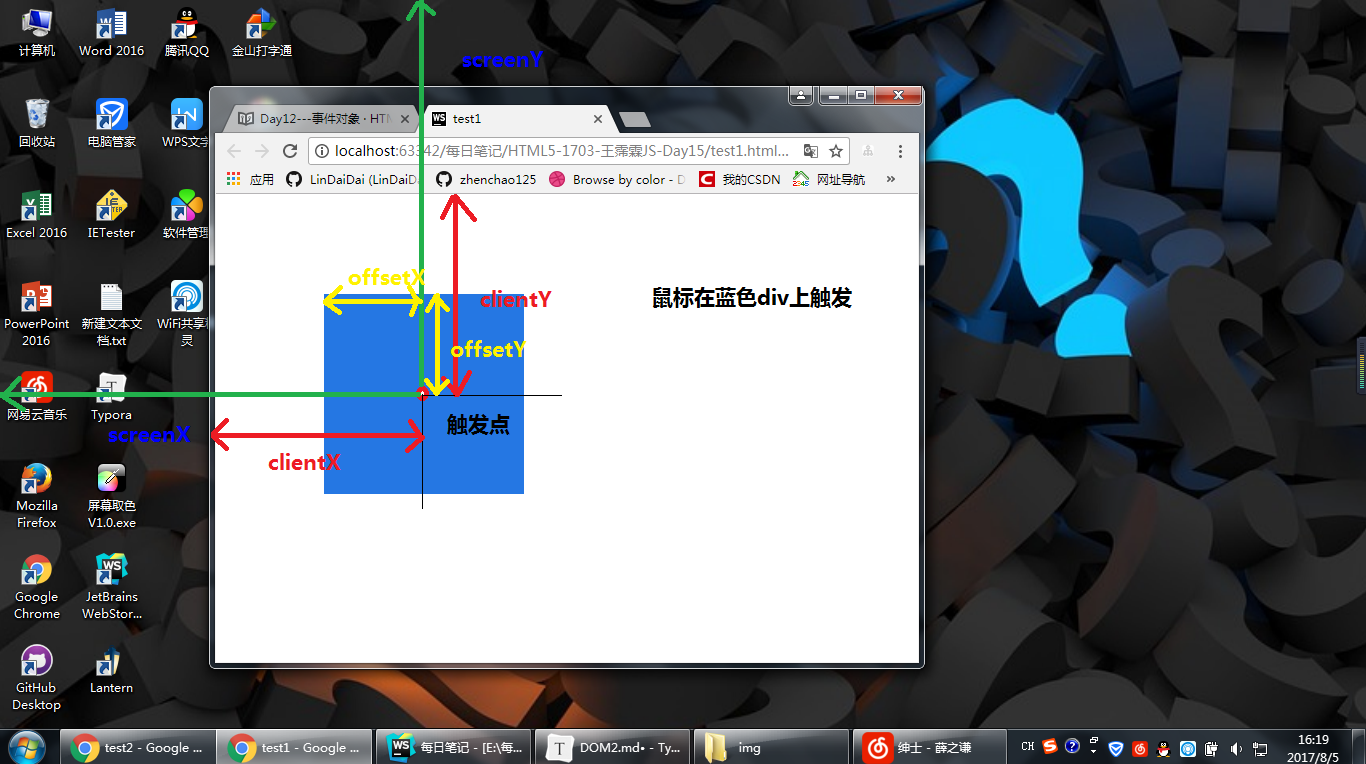 计算机
Word 2016
腾讯QQ
金山打字通
screenY
回收站
电脑管家
WPS文字
Day12---事件对象 · HTM
WS
test1
localhost:63342/每日笔记/HTML5-1703-王霈霖JS-Day15/test1.html...
应用
LinDaiDai (LinDaiDa
zhenchao125
Browse by color - D
我的CSDN
网址导航
»
Excel 2016
IETester
软件管理
offsetX
clientY
鼠标在蓝色div上触发
PowerPoint
2016
新建文本文
档.txt
WiFi共享精
灵
offsetY
网易云音乐
Typora
触发点
screenX
clientX
Mozilla
Firefox
屏幕取色
V1.0.exe
Google
Chrome
JetBrains
WebStor...
GitHub
Desktop
Lantern
test2 - Google ...
test1 - Google ...
每日笔记 - [E:\每...
DOM2.md• - Ty...
img
绅士 - 薛之谦
CH
16:19
2017/8/5